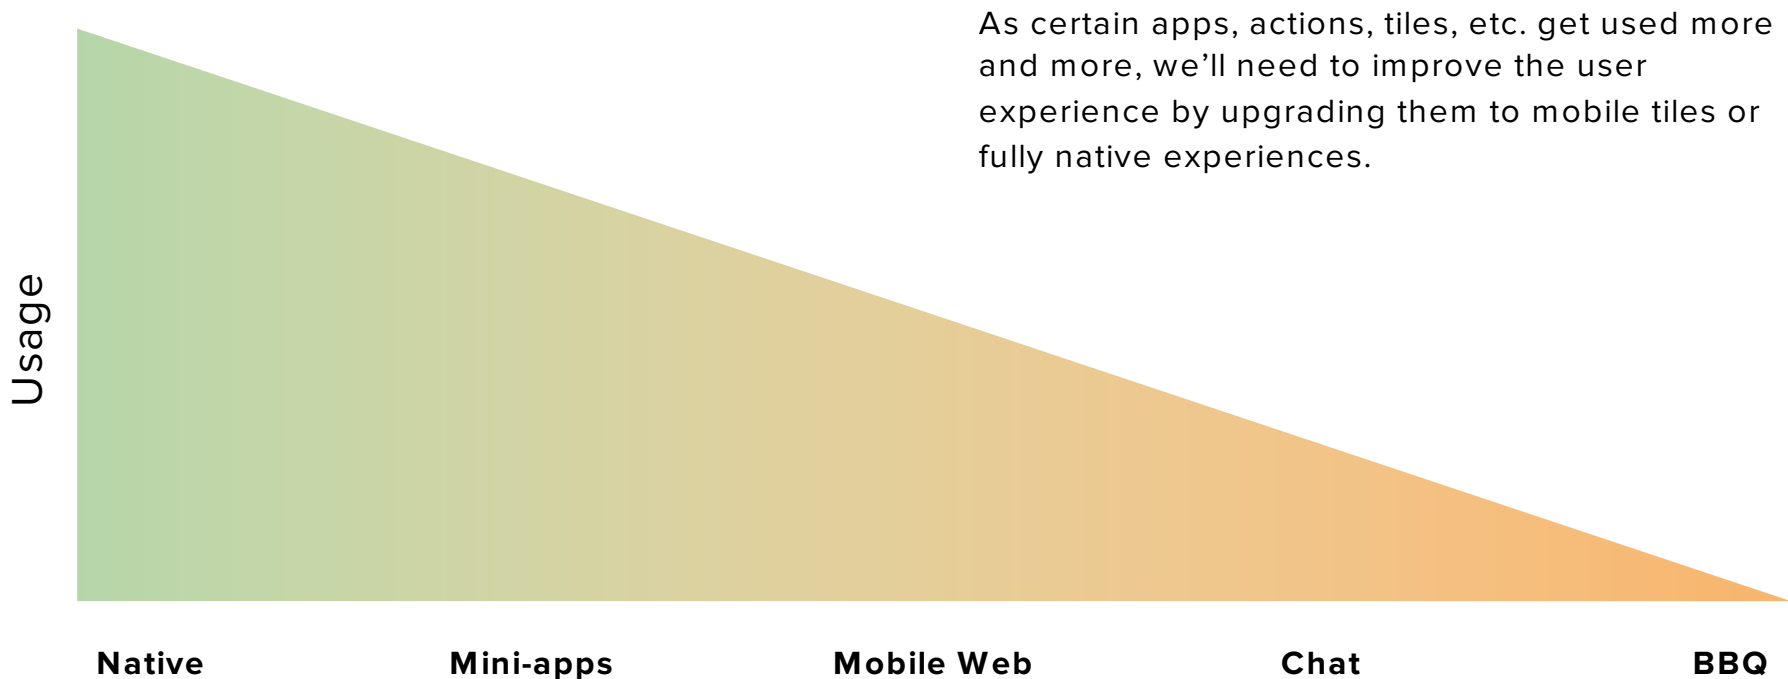 As certain apps, actions, tiles, etc. get used more
and more, we’ll need to improve the user
experience by upgrading them to mobile tiles or
fully native experiences.
Usage
Native
Mini-apps
Mobile Web
Chat
BBQ